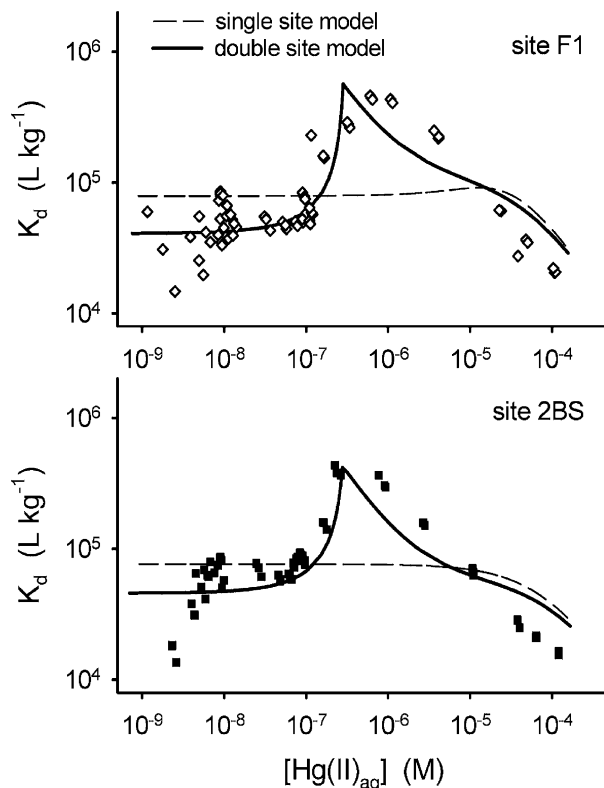 single site model
double site model
site F1
10⁶
10⁵
10⁴
K_d (L kg⁻¹)
10⁻⁹ 10⁻⁸ 10⁻⁷ 10⁻⁶ 10⁻⁵ 10⁻⁴
site 2BS
10⁶
10⁵
10⁴
K_d (L kg⁻¹)
10⁻⁹ 10⁻⁸ 10⁻⁷ 10⁻⁶ 10⁻⁵ 10⁻⁴
[Hg(II)_aq] (M)